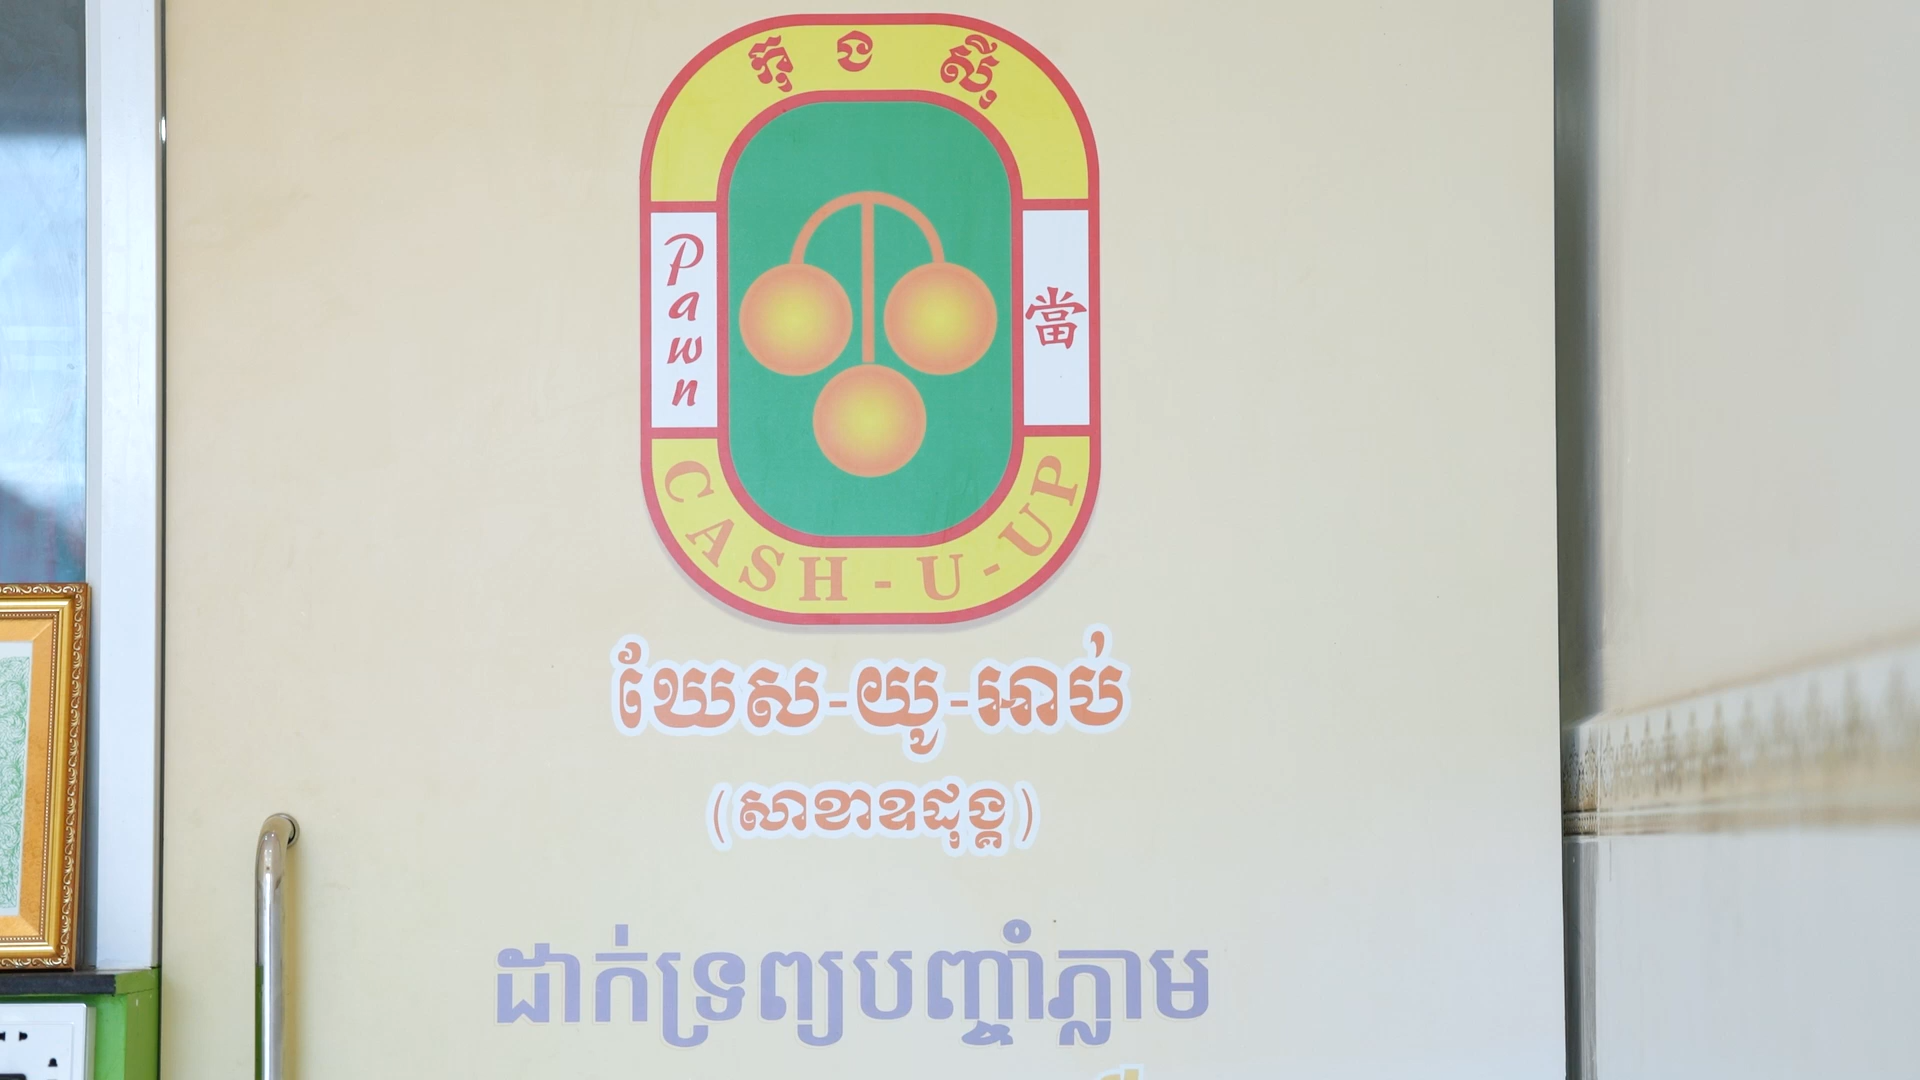 កុងស៊ី
Pawn
當
CASH-U-UP
ឃែស-យូ-អាប់
(សាខាឧដុង្គ)
ដាក់ទ្រព្យបញ្ចាំភ្លាម